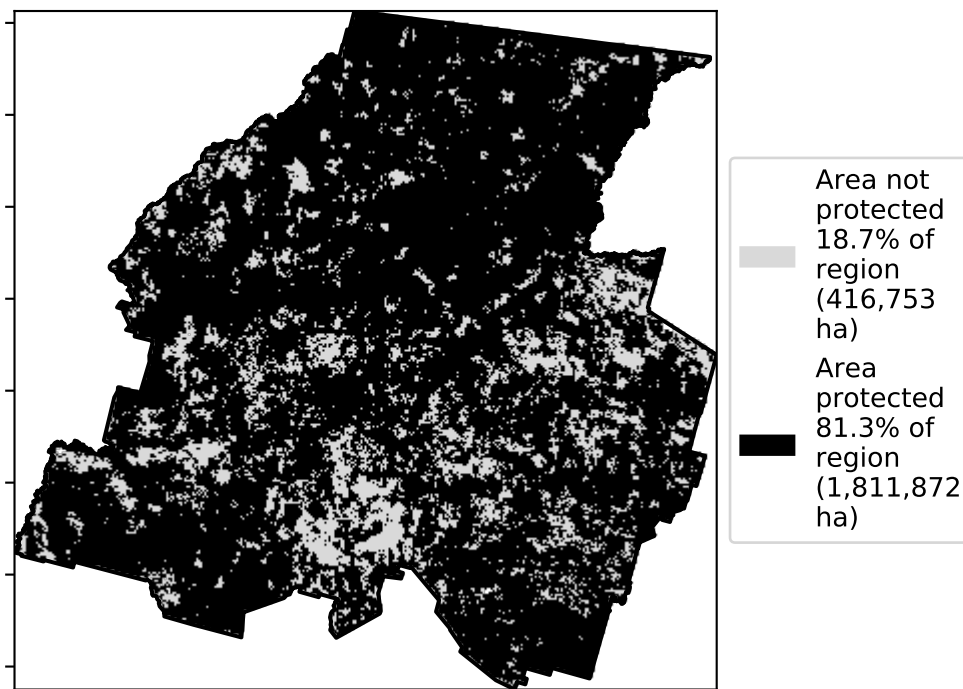 Area not
protected
18.7% of
region
(416,753
ha)
Area
protected
81.3% of
region
(1,811,872
ha)